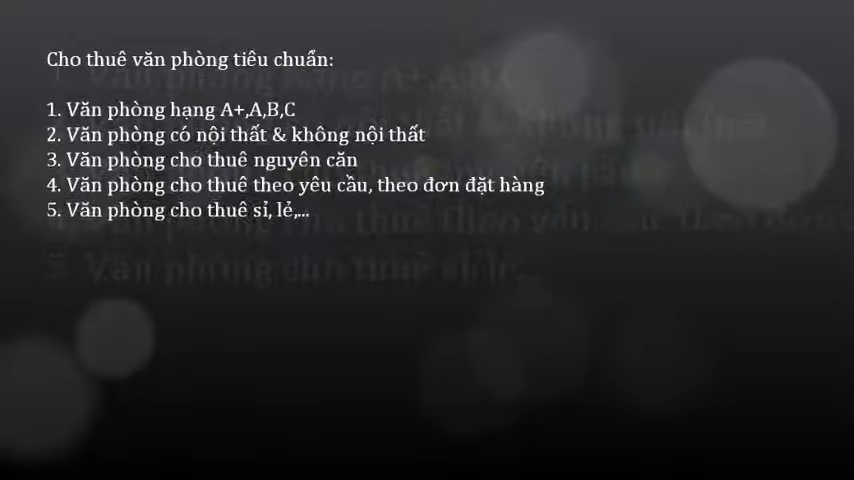 Cho thuê văn phòng tiêu chuẩn:
1. Văn phòng hạng A+,A,B,C
2. Văn phòng có nội thất & không nội thất
3. Văn phòng cho thuê nguyên căn
4. Văn phòng cho thuê theo yêu cầu, theo đơn đặt hàng
5. Văn phòng cho thuê sỉ, lẻ,...